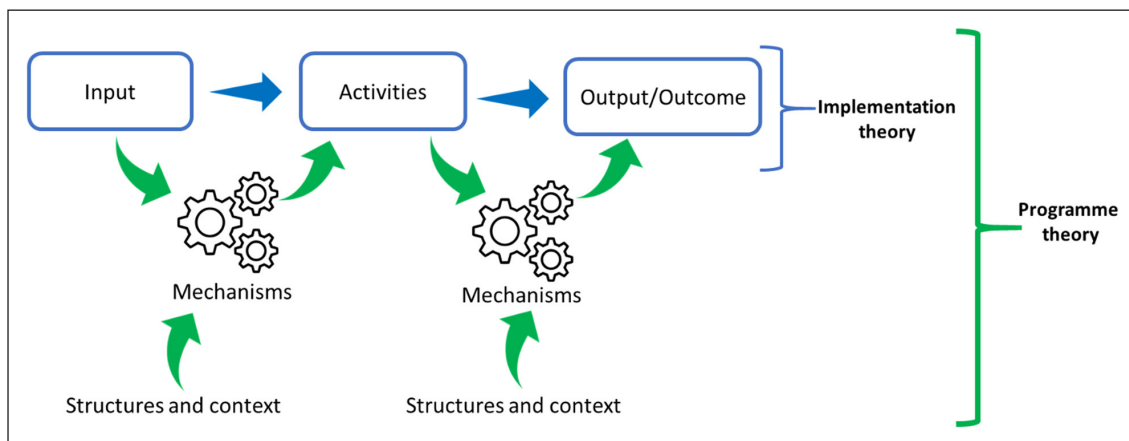 Input
Activities
Output/Outcome
Implementation
theory
Programme
theory
Mechanisms
Mechanisms
Structures and context
Structures and context